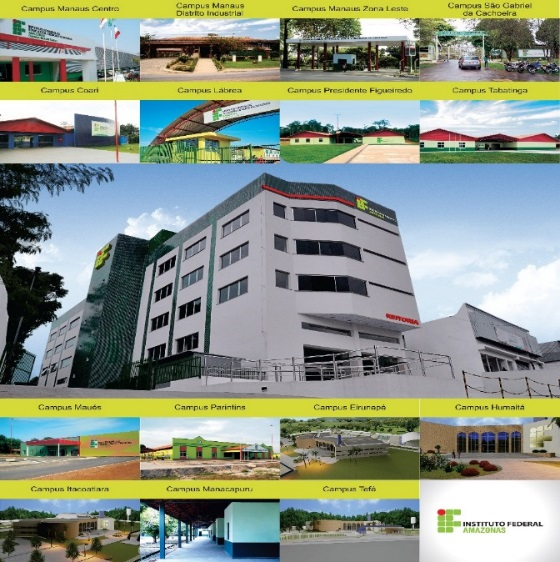 Campus Manaus Centro
Campus Manaus
Distrito Industrial
Campus Manaus Zona Leste
Campus São Gabriel
da Cachoeira
Campus Coari
Campus Lábrea
Campus Presidente Figueiredo
Campus Tabatinga
REITORIA
Campus Maués
Campus Parintins
Campus Eirunepé
Campus Humaitá
Campus Itacoatiara
Campus Manacapuru
Campus Tefé
INSTITUTO FEDERAL
AMAZONAS